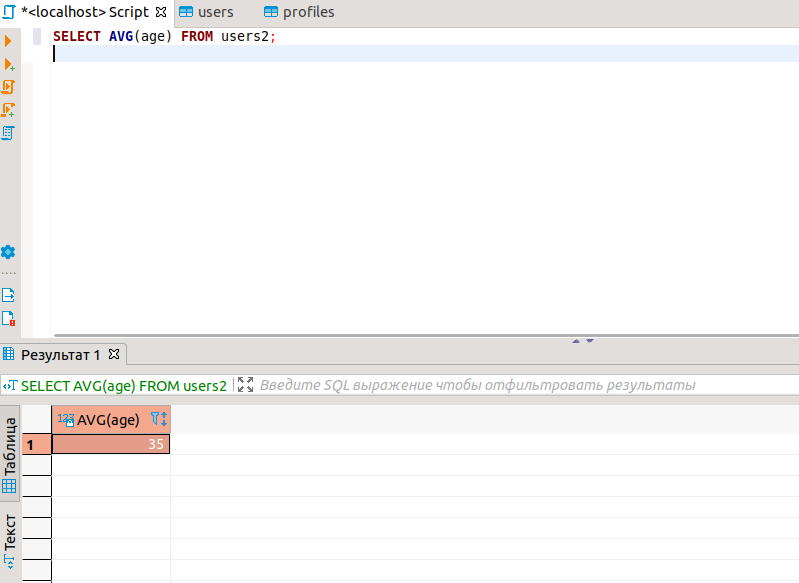 *<localhost> Script users profiles
SELECT AVG(age) FROM users2;
Результат 1
SELECT AVG(age) FROM users2 Введите SQL выражение чтобы отфильтровать результаты
Таблица
123 AVG(age)
1 35
Текст